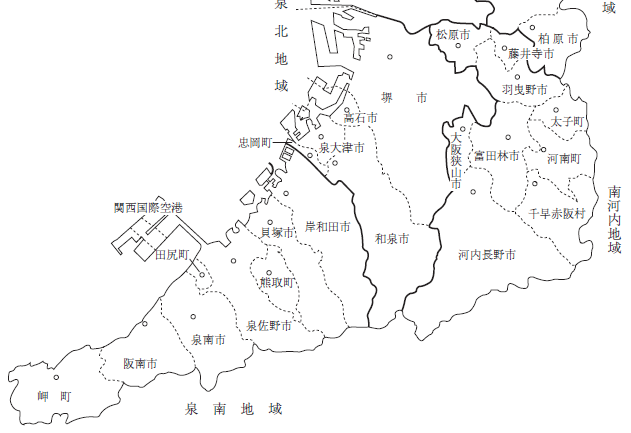 泉北地域
域
松原市
柏原市
藤井寺市
羽曳野市
堺市
高石市
太子町
忠岡町
泉大津市
大阪狭山市
富田林市
河南町
南河内地域
関西国際空港
千早赤阪村
岸和田市
貝塚市
和泉市
田尻町
河内長野市
熊取町
泉佐野市
泉南市
阪南市
岬町
泉南地域